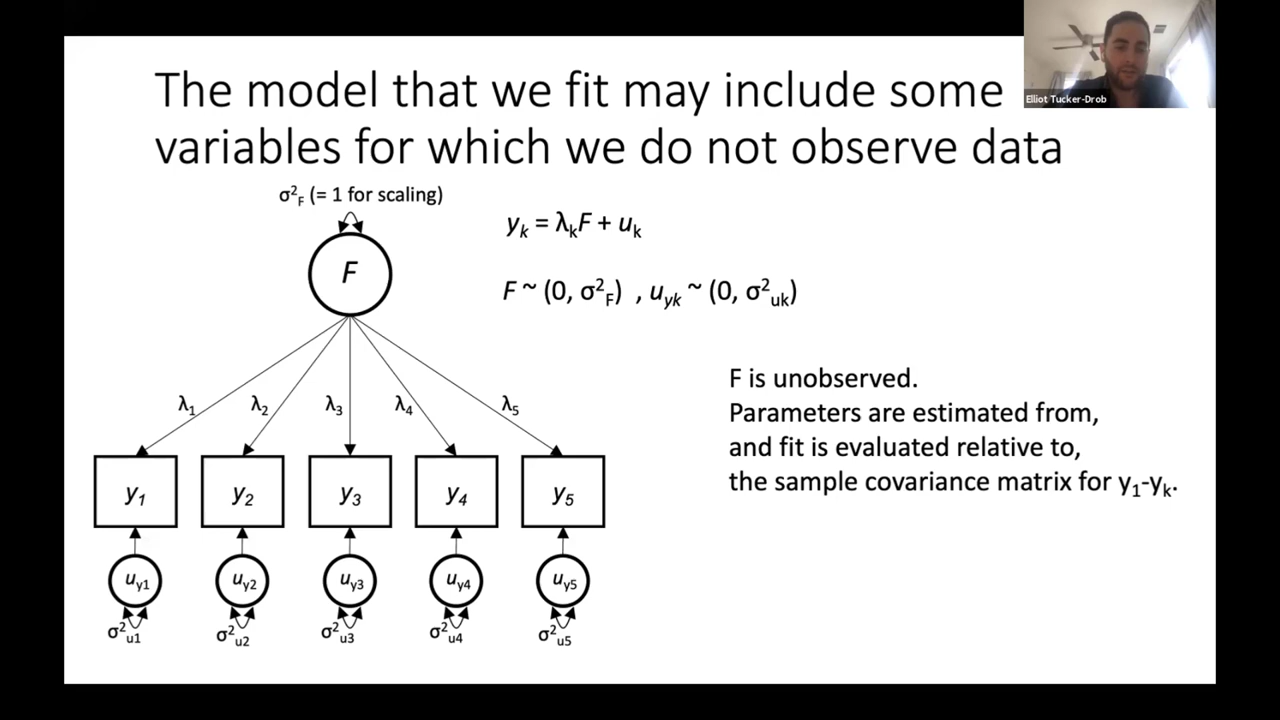 The model that we fit may include some
variables for which we do not observe data
Elliot Tucker-Drob
σ²F (= 1 for scaling)
F
yk = λkF + uk
F ~ (0, σ²F) , uyk ~ (0, σ²uk)
λ1 λ2 λ3 λ4 λ5
F is unobserved.
Parameters are estimated from,
and fit is evaluated relative to,
the sample covariance matrix for y1-yk.
y1 y2 y3 y4 y5
uy1 uy2 uy3 uy4 uy5
σ²u1 σ²u2 σ²u3 σ²u4 σ²u5